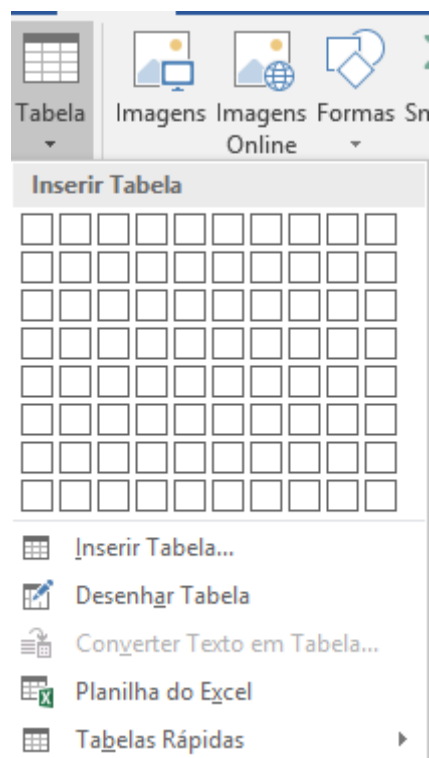 Tabela
Imagens
Imagens Online
Formas
Inserir Tabela
Inserir Tabela...
Desenhar Tabela
Converter Texto em Tabela...
Planilha do Excel
Tabelas Rápidas